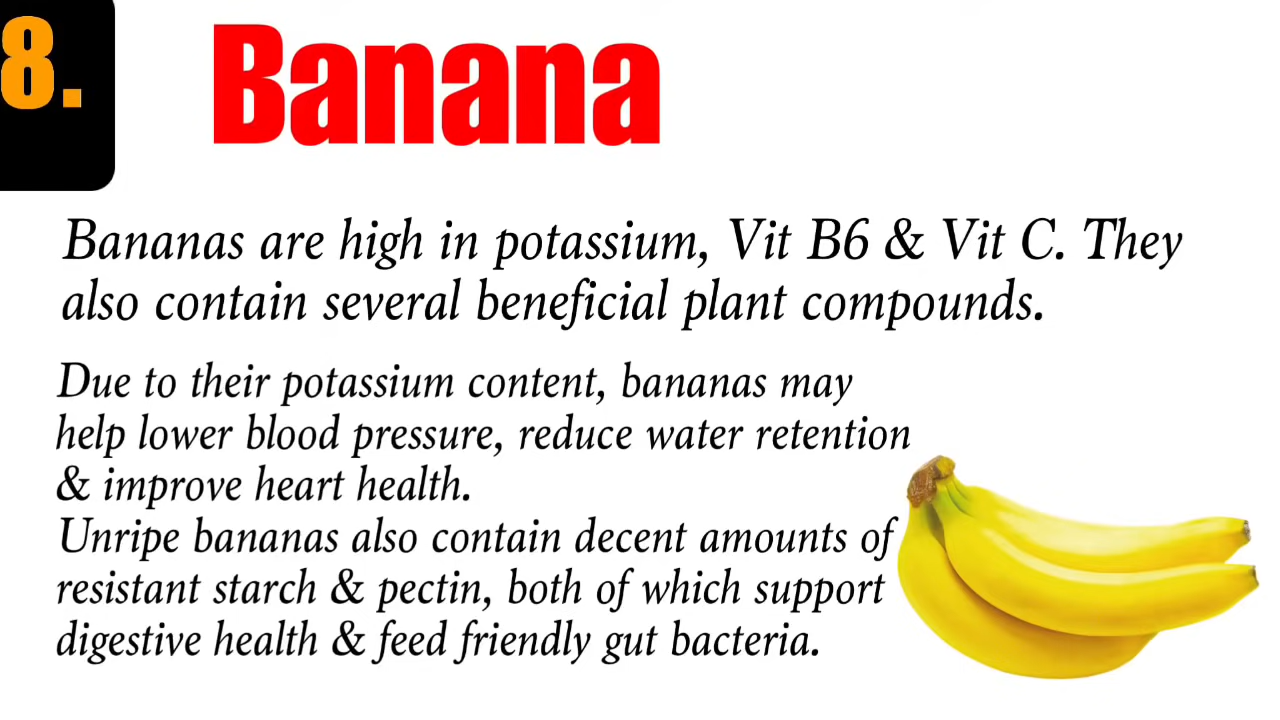 8.
Banana
Bananas are high in potassium, Vit B6 & Vit C. They
also contain several beneficial plant compounds.
Due to their potassium content, bananas may
help lower blood pressure, reduce water retention
& improve heart health.
Unripe bananas also contain decent amounts of
resistant starch & pectin, both of which support
digestive health & feed friendly gut bacteria.